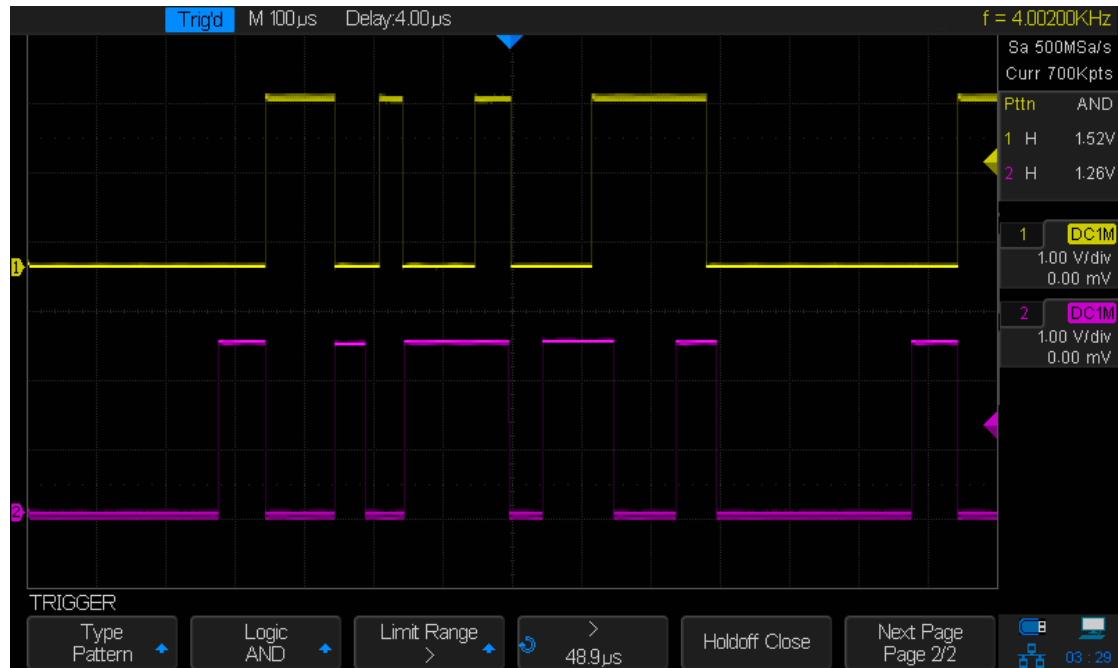 Trig'd M 100µs Delay:4.00µs f = 4.00200KHz
Sa 500MSa/s
Curr 700Kpts
Pttn AND
1 H 1.52V
2 H 1.26V
1 DC1M
1.00 V/div
0.00 mV
2 DC1M
1.00 V/div
0.00 mV
1
2
TRIGGER
Type
Pattern
Logic
AND
Limit Range
>
>
48.9µs
Holdoff Close
Next Page
Page 2/2
03:29